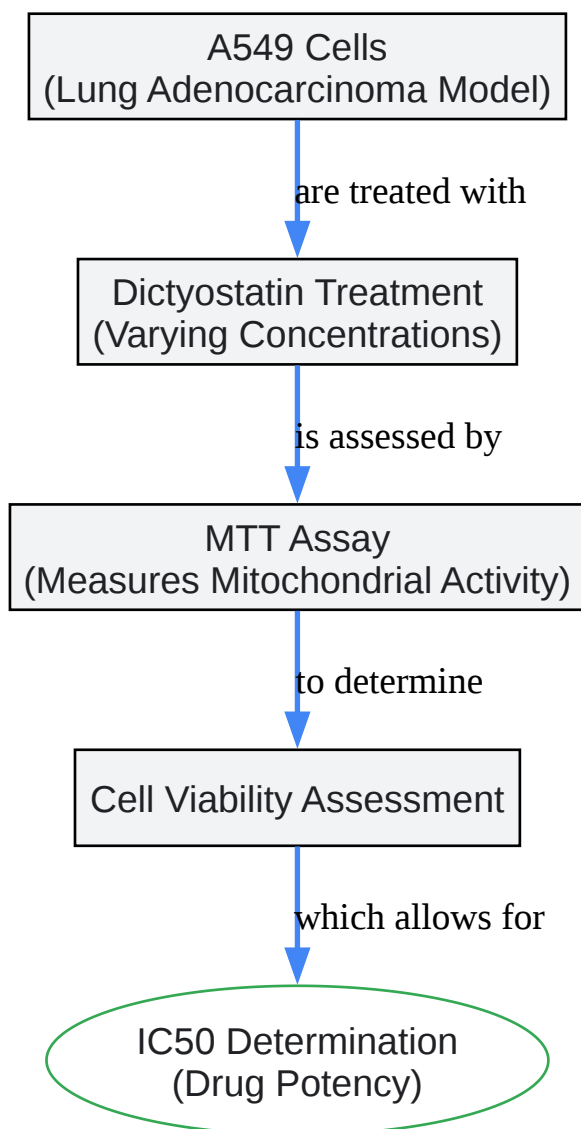 A549 Cells
(Lung Adenocarcinoma Model)
are treated with
Dictyostatin Treatment
(Varying Concentrations)
is assessed by
MTT Assay
(Measures Mitochondrial Activity)
to determine
Cell Viability Assessment
which allows for
IC50 Determination
(Drug Potency)